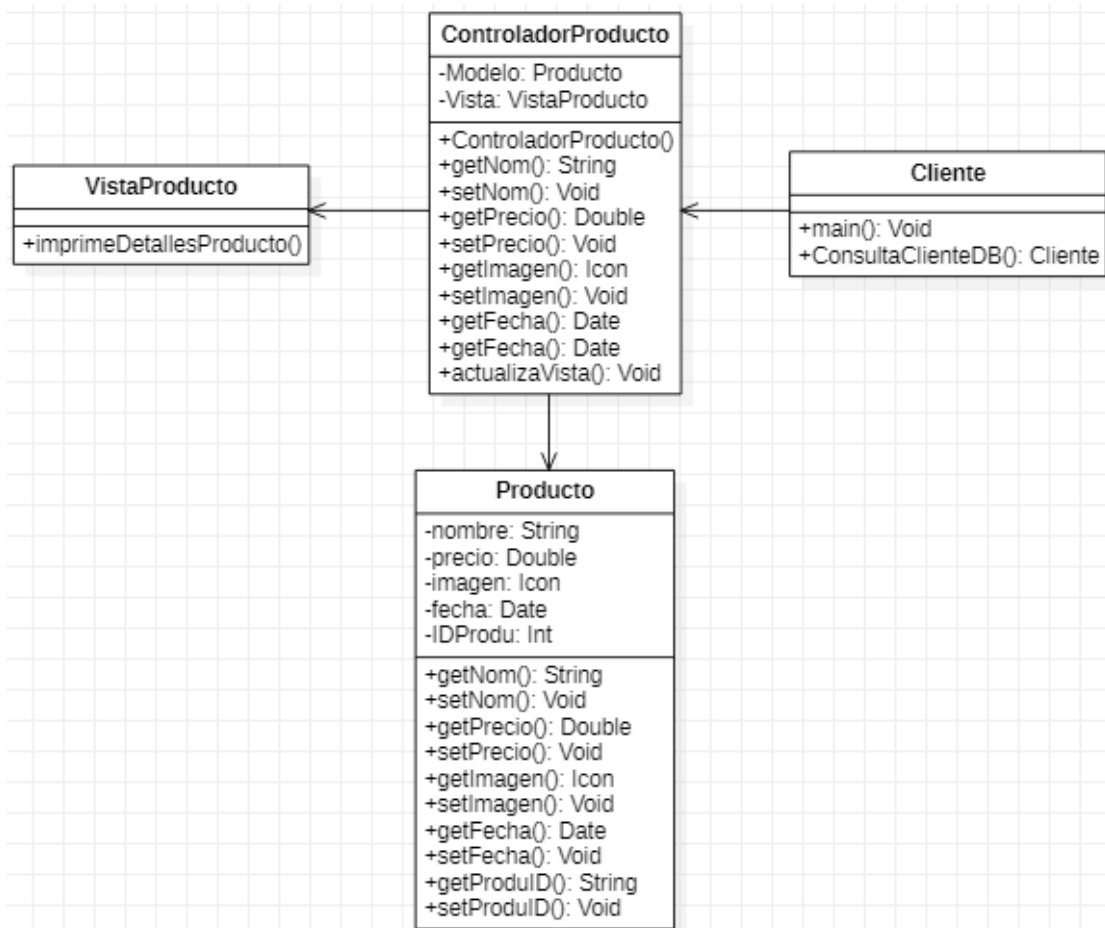 ControladorProducto
-Modelo: Producto
-Vista: VistaProducto
+ControladorProducto()
+getNom(): String
+setNom(): Void
+getPrecio(): Double
+setPrecio(): Void
+getImagen(): Icon
+setImagen(): Void
+getFecha(): Date
+getFecha(): Date
+actualizaVista(): Void
VistaProducto
+imprimeDetallesProducto()
Cliente
+main(): Void
+ConsultaClienteDB(): Cliente
Producto
-nombre: String
-precio: Double
-imagen: Icon
-fecha: Date
-IDProdu: Int
+getNom(): String
+setNom(): Void
+getPrecio(): Double
+setPrecio(): Void
+getImagen(): Icon
+setImagen(): Void
+getFecha(): Date
+setFecha(): Void
+getProduID(): String
+setProduID(): Void